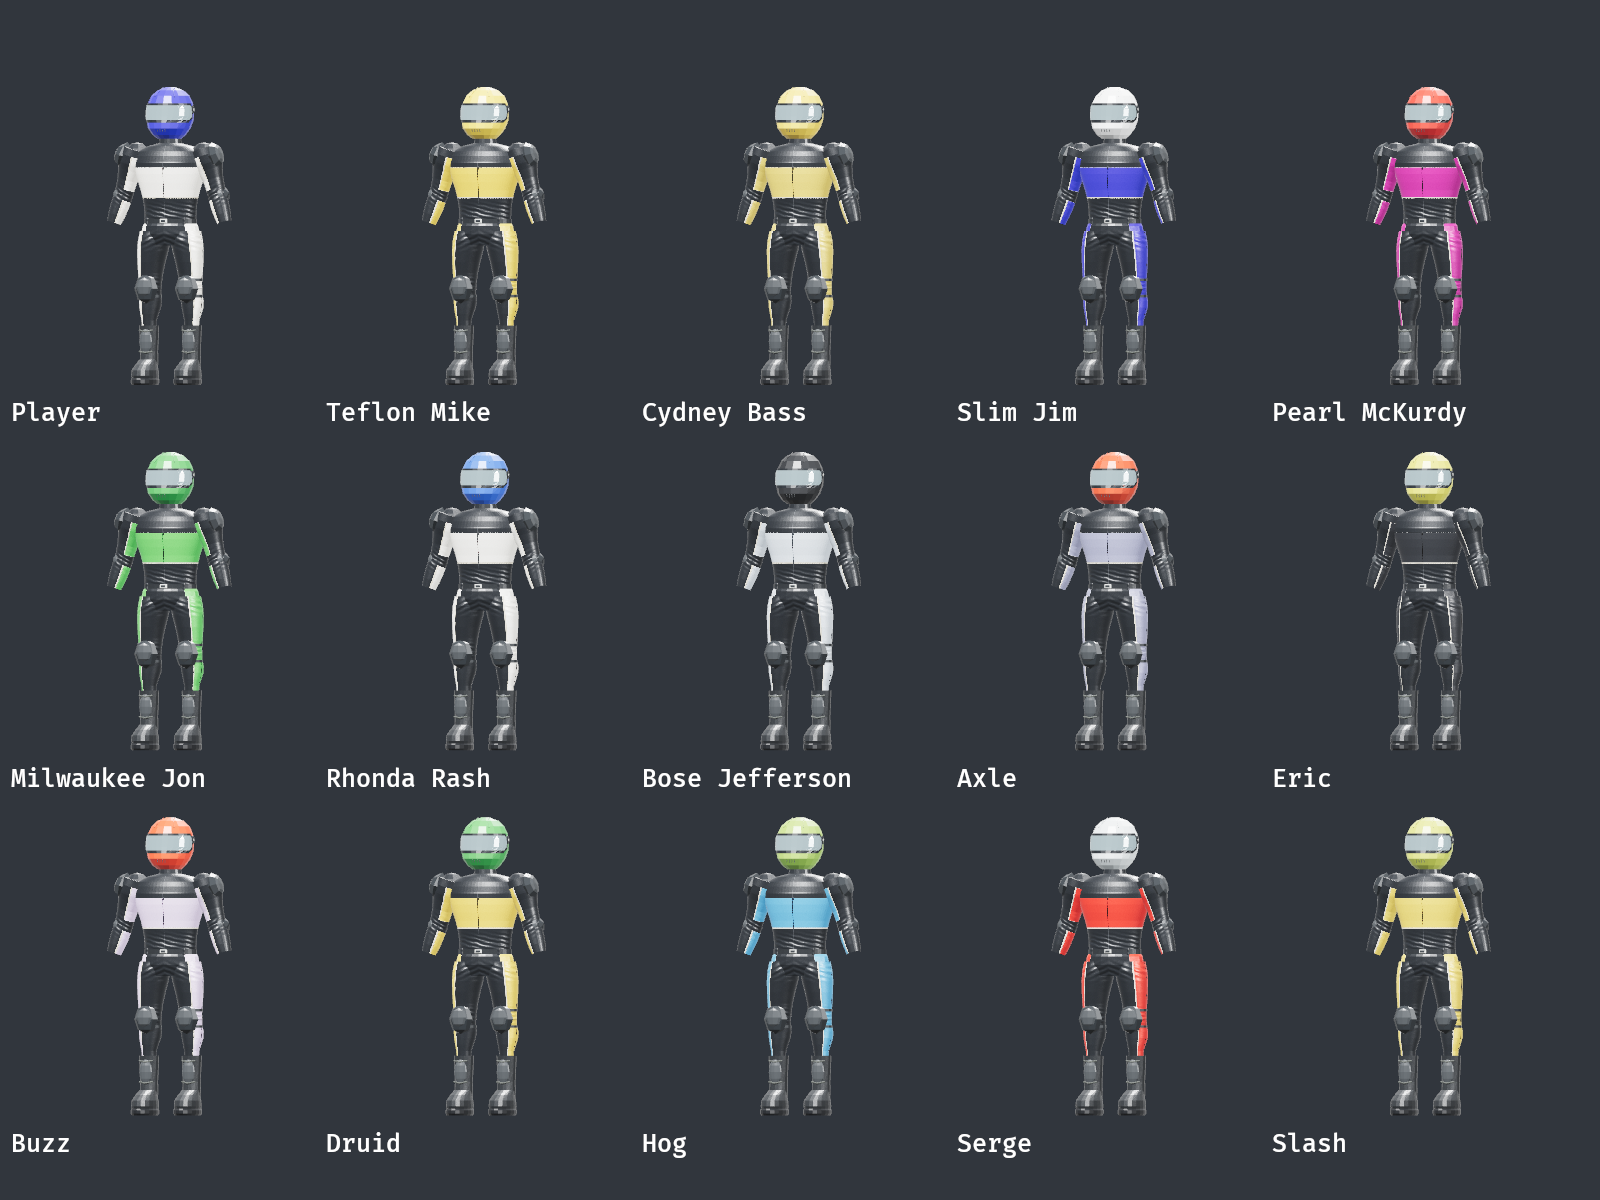 Player
Teflon Mike
Cydney Bass
Slim Jim
Pearl McKurdy
Milwaukee Jon
Rhonda Rash
Bose Jefferson
Axle
Eric
Buzz
Druid
Hog
Serge
Slash